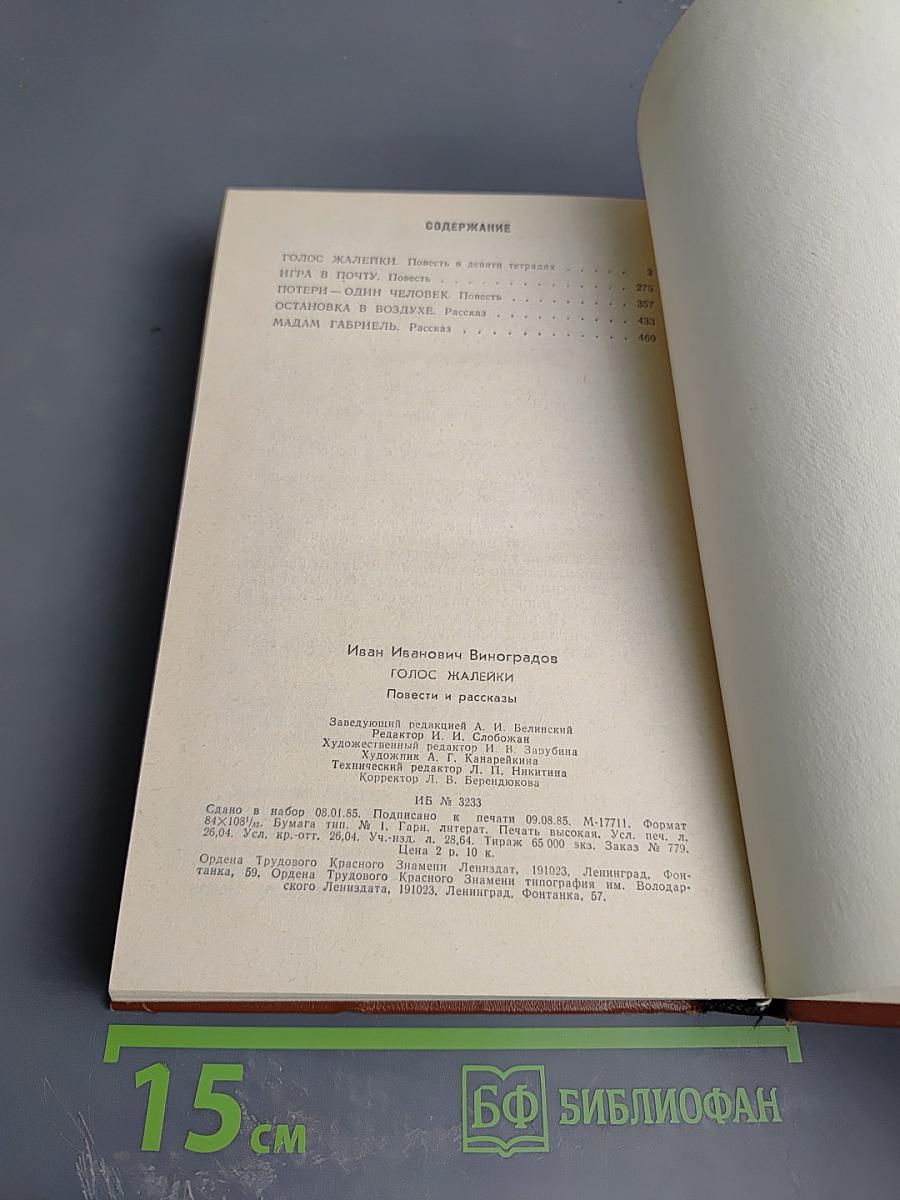 СОДЕРЖАНИЕ
ГОЛОС ЖАЛЕЙКИ. Повесть в девяти тетрадях . . . . . 3
ИГРА В ПОЧТУ. Повесть . . . . . . . . . . . . . 275
ПОТЕРИ — ОДИН ЧЕЛОВЕК. Повесть . . . . . . . . 357
ОСТАНОВКА В ВОЗДУХЕ. Рассказ . . . . . . . . . 433
МАДАМ ГАБРИЕЛЬ. Рассказ . . . . . . . . . . . . 469
Иван Иванович Виноградов
ГОЛОС ЖАЛЕЙКИ
Повести и рассказы
Заведующий редакцией А. И. Белинский
Редактор И. И. Слобожан
Художественный редактор И. В. Зарубина
Художник А. Г. Канарейкина
Технический редактор Л. П. Никитина
Корректор Л. В. Берендюкова
ИБ № 3233
Сдано в набор 08.01.85. Подписано к печати 09.08.85. М-17711. Формат
84×108¹/₃₂. Бумага тип. № 1. Гарн. литерат. Печать высокая. Усл. печ. л.
26,04. Усл. кр.-отт. 26,04. Уч.-изд. л. 28,64. Тираж 65 000 экз. Заказ № 779.
Цена 2 р. 10 к.
Ордена Трудового Красного Знамени Лениздат, 191023, Ленинград, Фон-
танка, 59. Ордена Трудового Красного Знамени типография им. Володар-
ского Лениздата, 191023, Ленинград, Фонтанка, 57.
15 см
БФ БИБЛИОФАН